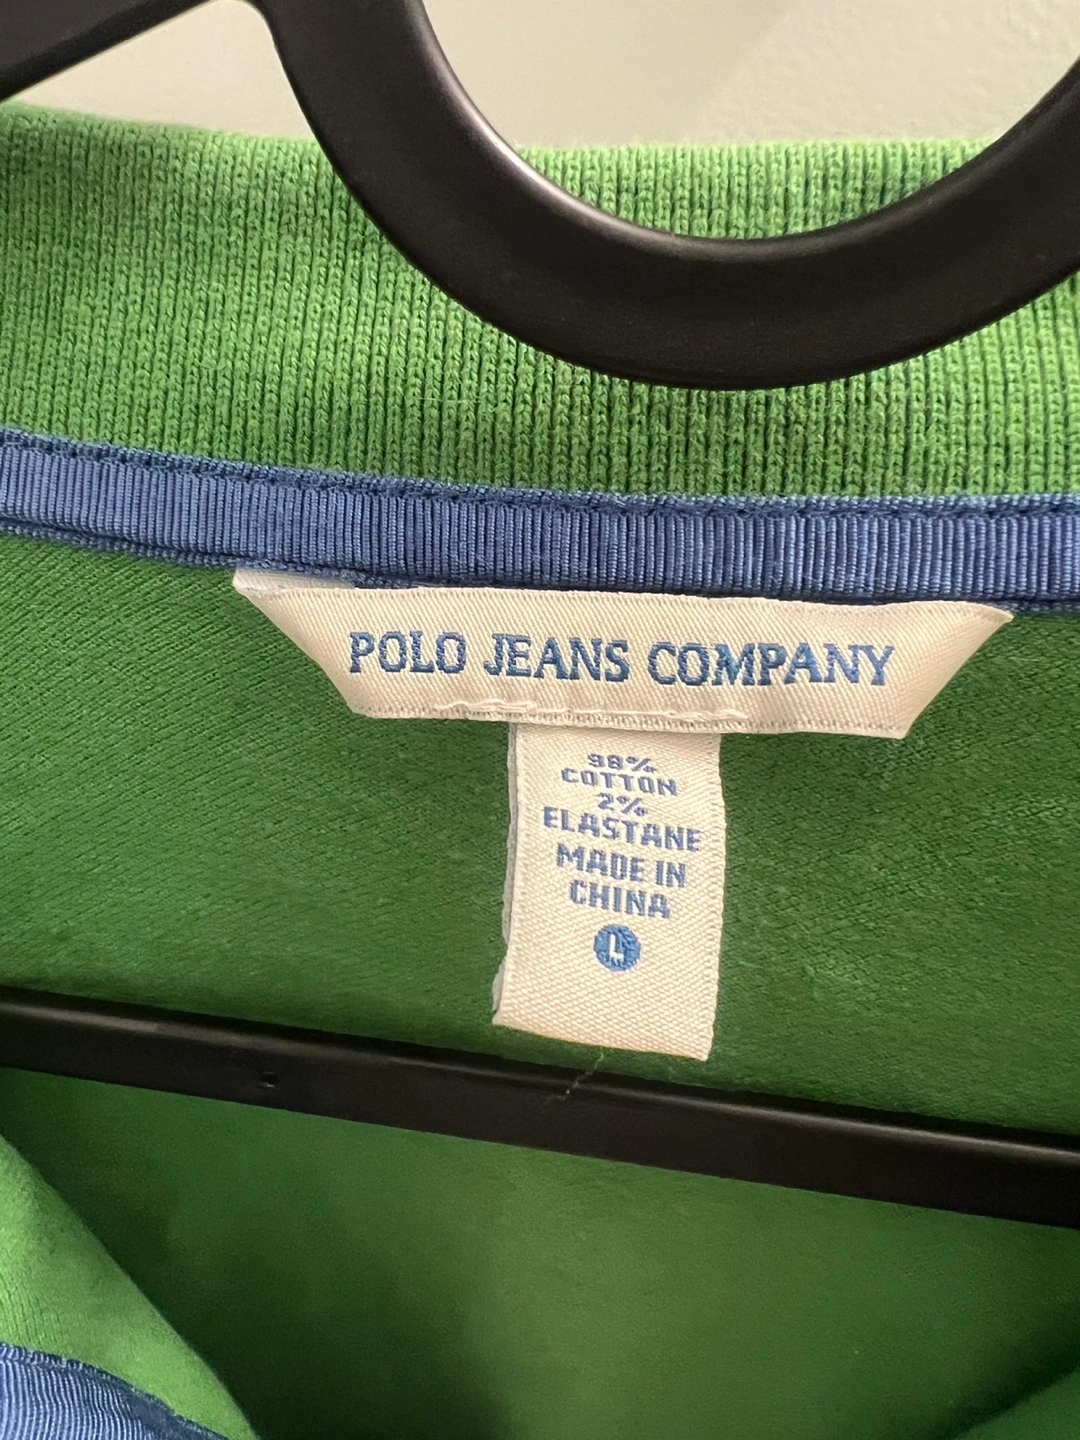 POLO JEANS COMPANY
98%
COTTON
2%
ELASTANE
MADE IN
CHINA
L